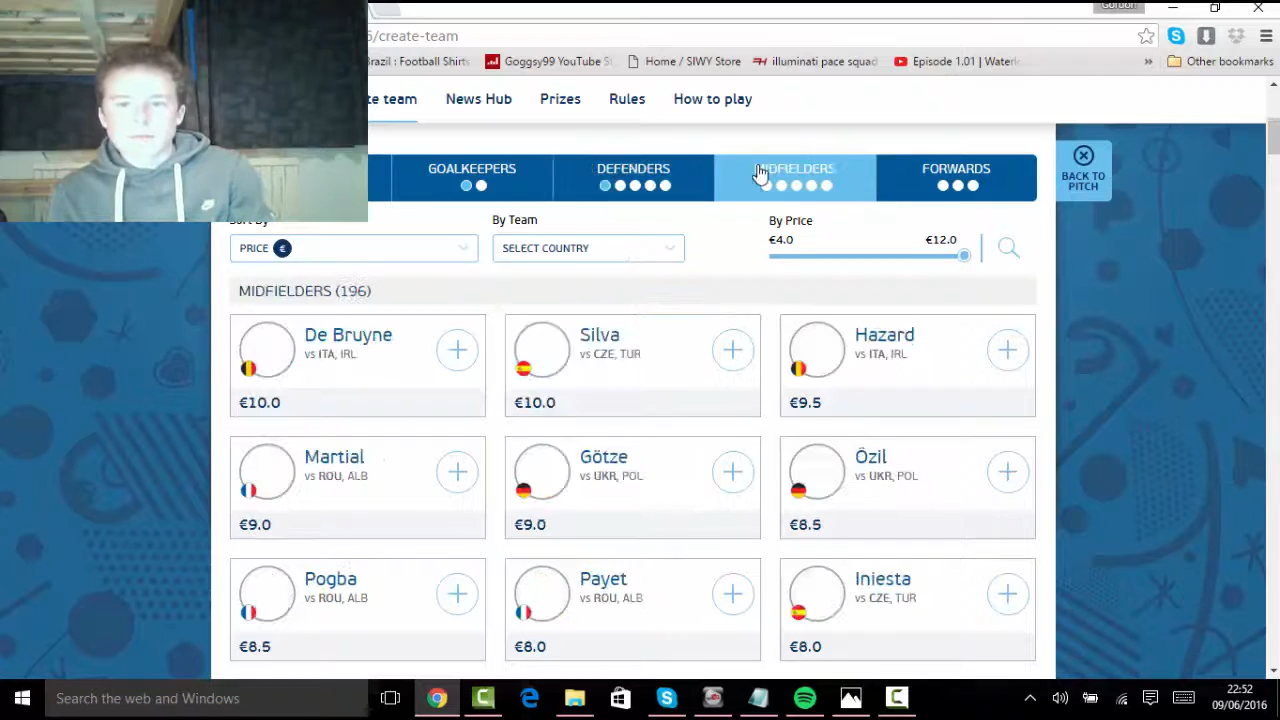 Gordon
6/create-team
Brazil : Football Shirts
Goggsy99 YouTube S
Home / SIWY Store
illuminati pace squad
Episode 1.01 / Water
» Other bookmarks
te team News Hub Prizes Rules How to play
GOALKEEPERS DEFENDERS MIDFIELDERS FORWARDS
BACK TO
PITCH
Sort By By Team By Price
€4.0 €12.0
PRICE € SELECT COUNTRY
MIDFIELDERS (196)
De Bruyne Silva Hazard
vs ITA, IRL vs CZE, TUR vs ITA, IRL
€10.0 €10.0 €9.5
Martial Götze Özil
vs ROU, ALB vs UKR, POL vs UKR, POL
€9.0 €9.0 €8.5
Pogba Payet Iniesta
vs ROU, ALB vs ROU, ALB vs CZE, TUR
€8.5 €8.0 €8.0
Search the web and Windows
22:52
09/06/2016